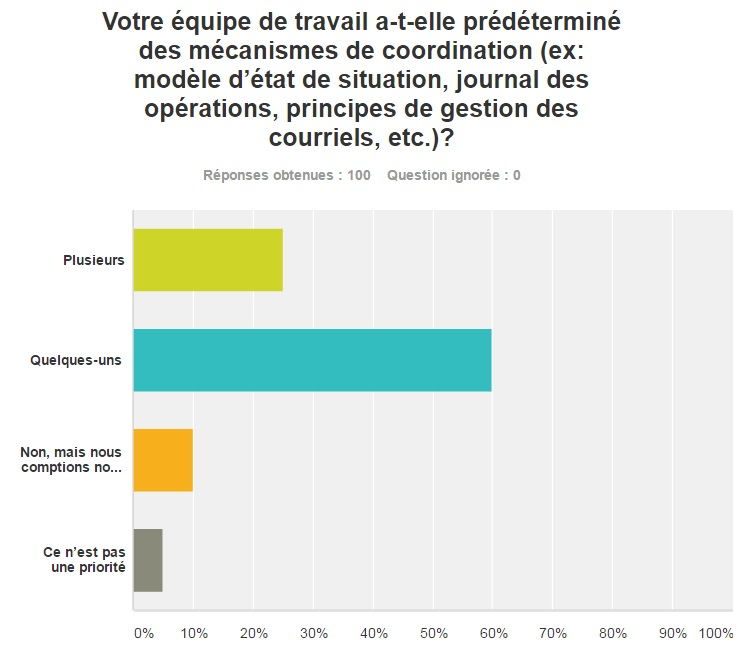 Votre équipe de travail a-t-elle prédéterminé
des mécanismes de coordination (ex:
modèle d’état de situation, journal des
opérations, principes de gestion des
courriels, etc.)?
Réponses obtenues : 100 Question ignorée : 0
Plusieurs
Quelques-uns
Non, mais nous
comptions no...
Ce n’est pas
une priorité
0% 10% 20% 30% 40% 50% 60% 70% 80% 90% 100%